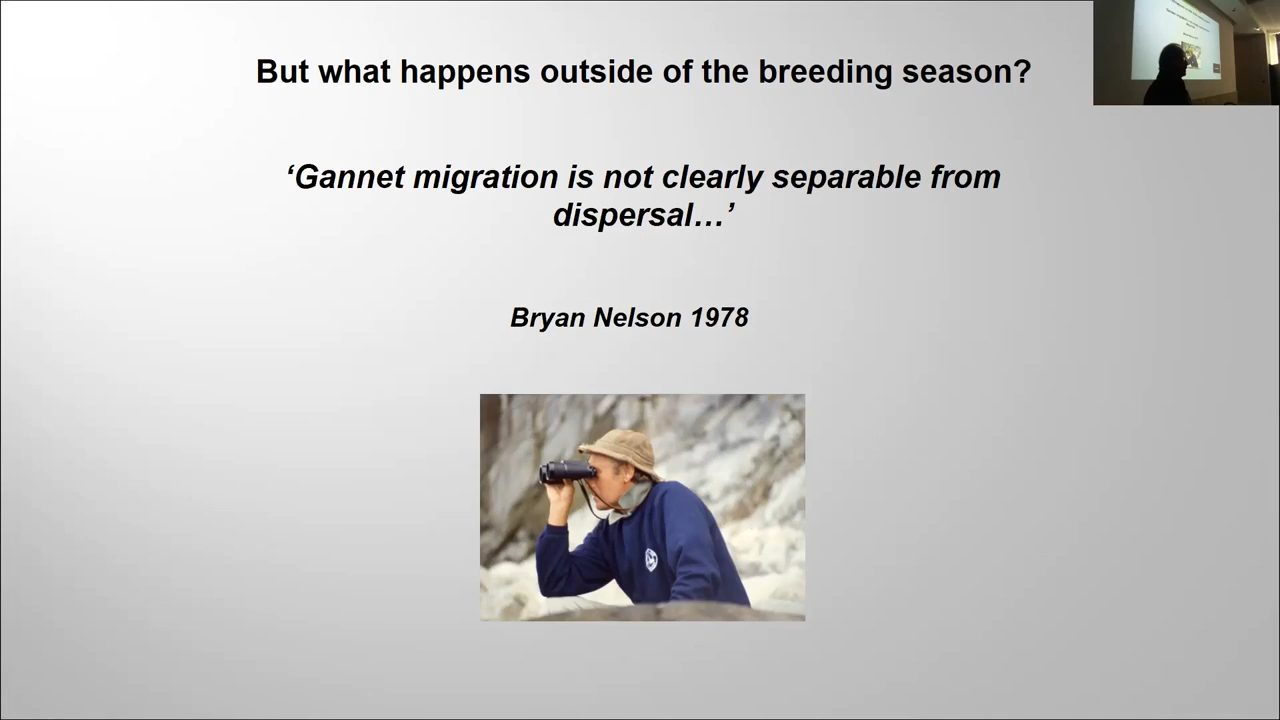 But what happens outside of the breeding season?
‘Gannet migration is not clearly separable from
dispersal…’
Bryan Nelson 1978